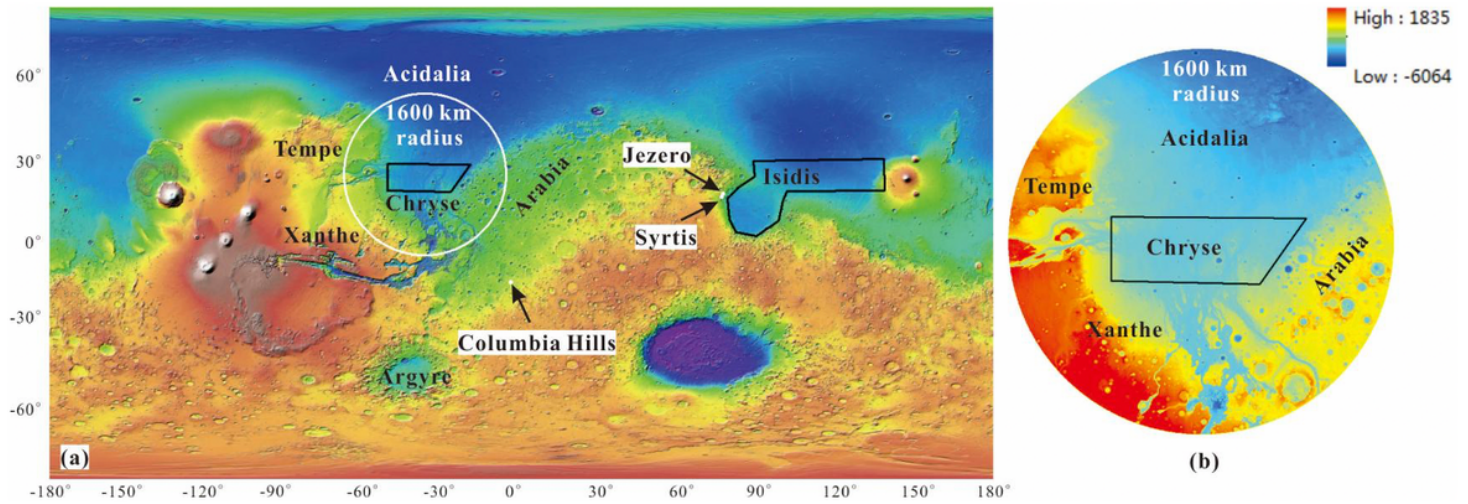 60°
30°
0°
-30°
-60°
-180°
-150°
-120°
-90°
-60°
-30°
0°
30°
60°
90°
120°
150°
180°
Acidalia
1600 km
radius
Tempe
Chryse
Xanthe
Arabia
Jezero
Syrtis
Isidis
Columbia Hills
Argyre
(a)
High : 1835
Low : -6064
1600 km
radius
Acidalia
Tempe
Chryse
Arabia
Xanthe
(b)